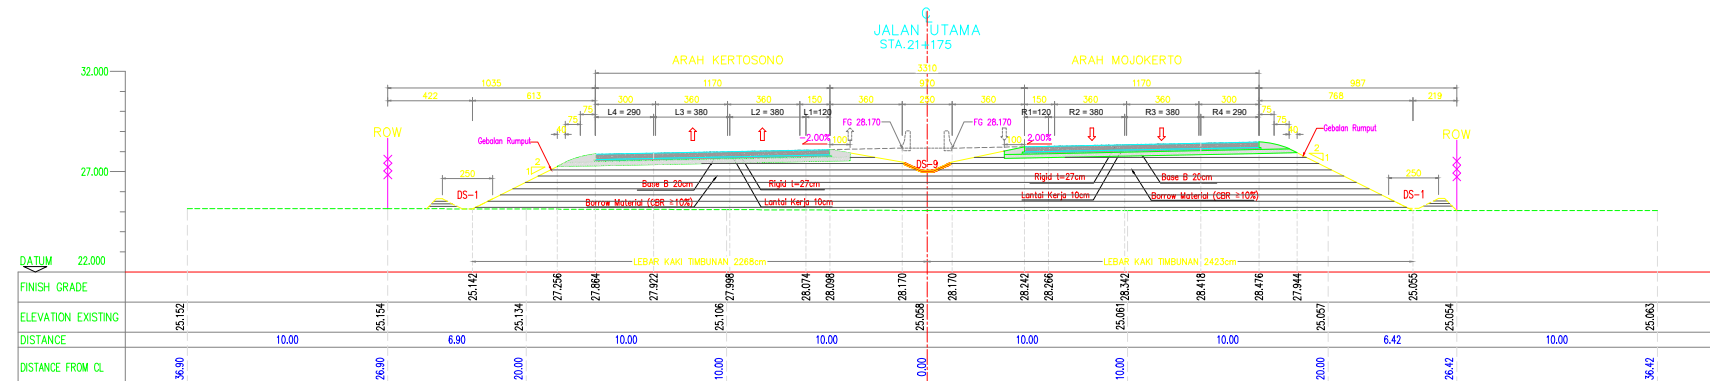 ℄
JALAN UTAMA
STA.21+175
ARAH KERTOSONO
ARAH MOJOKERTO
32.000
3310
1035 1170 970 1170 987
422 613 300 360 360 150 360 250 360 150 360 360 300 768 219
75 L4 = 290 L3 = 380 L2 = 380 L1=120 R1=120 R2 = 380 R3 = 380 R4 = 290 75
75 FG 28.170 FG 28.170 75
ROW Gebalan Rumput -2.00% 100 100 2.00% Gebalan Rumput ROW
DS-9
27.000
250 Base B 20cm Rigid t=27cm Rigid t=27cm Base B 20cm 250
DS-1 DS-1
Borrow Material (CBR ≥10%) Lantai Kerja 10cm Lantai Kerja 10cm Borrow Material (CBR ≥10%)
DATUM 22.000
LEBAR KAKI TIMBUNAN 2268cm LEBAR KAKI TIMBUNAN 2423cm
FINISH GRADE 25.142 27.256 27.864 27.922 27.998 28.074 28.098 28.170 28.170 28.242 28.266 28.342 28.418 28.476 27.944 25.055
ELEVATION EXISTING 25.152 25.154 25.134 25.106 25.058 25.061 25.057 25.054 25.063
DISTANCE 10.00 6.90 10.00 10.00 10.00 10.00 6.42 10.00
DISTANCE FROM CL 36.90 26.90 20.00 10.00 0.00 10.00 20.00 26.42 36.42